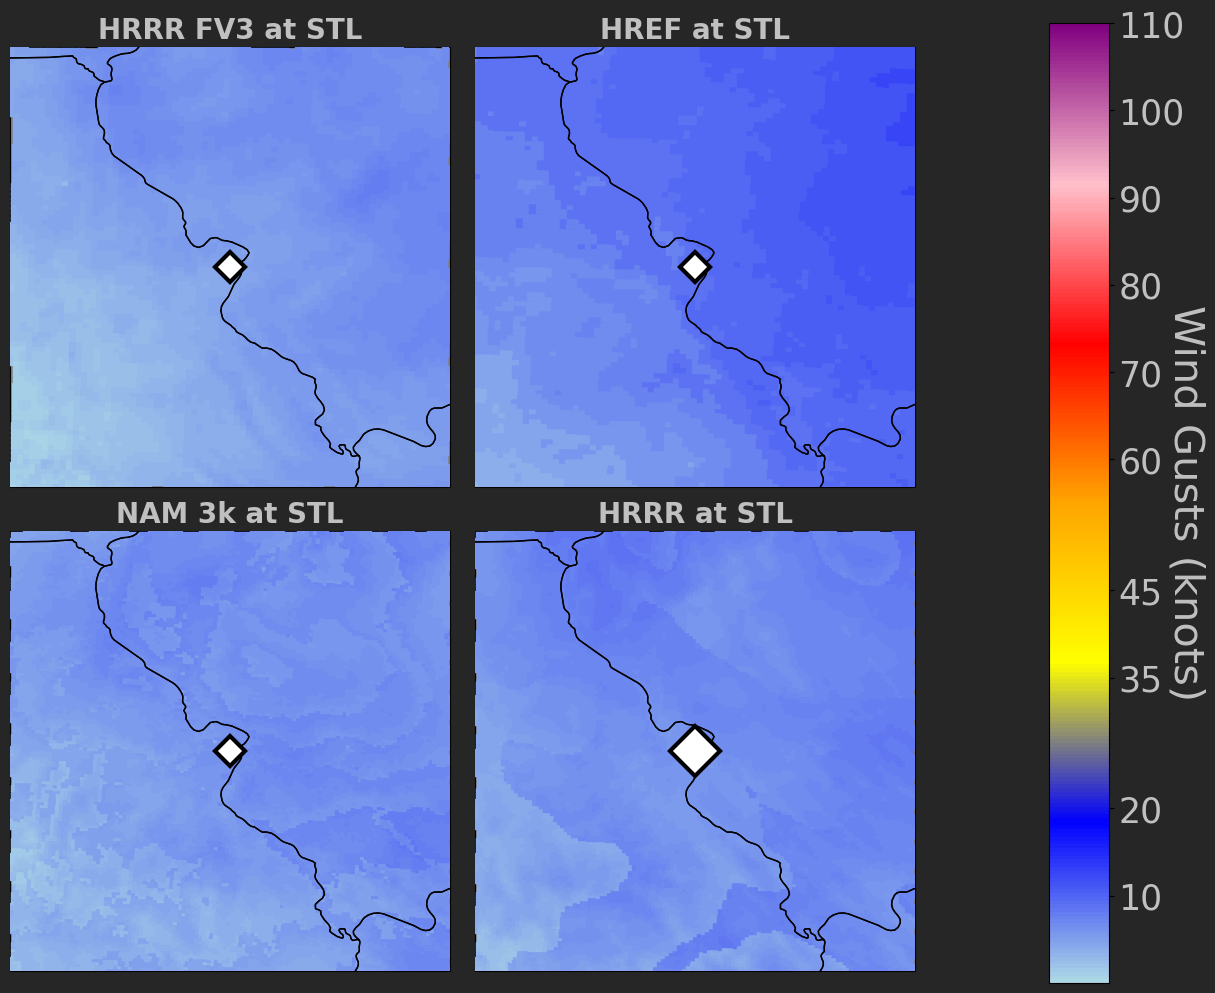 HRRR FV3 at STL
HREF at STL
NAM 3k at STL
HRRR at STL
110
100
90
80
70
60
45
35
20
10
Wind Gusts (knots)